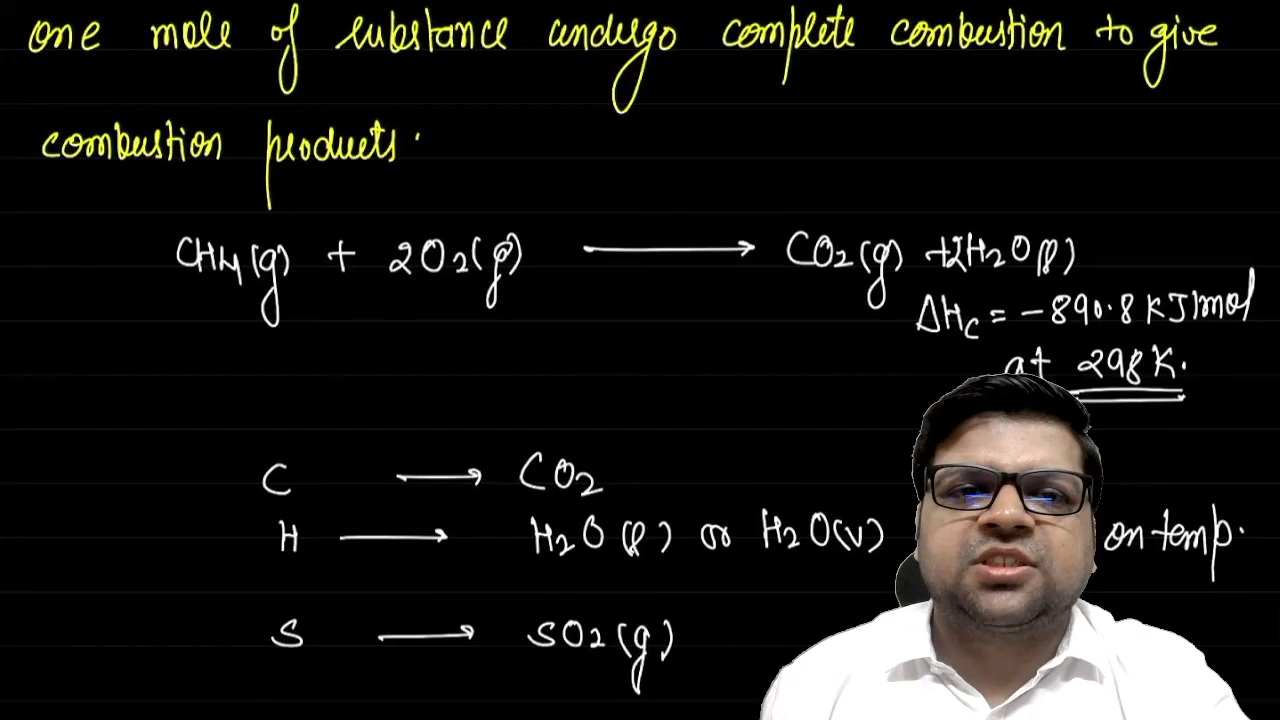 one mole of substance undergo complete combustion to give
combustion products.
CH4(g) + 2O2(g) ⟶ CO2(g) + 2H2O(l)
ΔHc = -890.8 KJ/mol
at 298 K.
C ⟶ CO2
H ⟶ H2O (l) or H2O(v) on temp.
S ⟶ SO2(g)